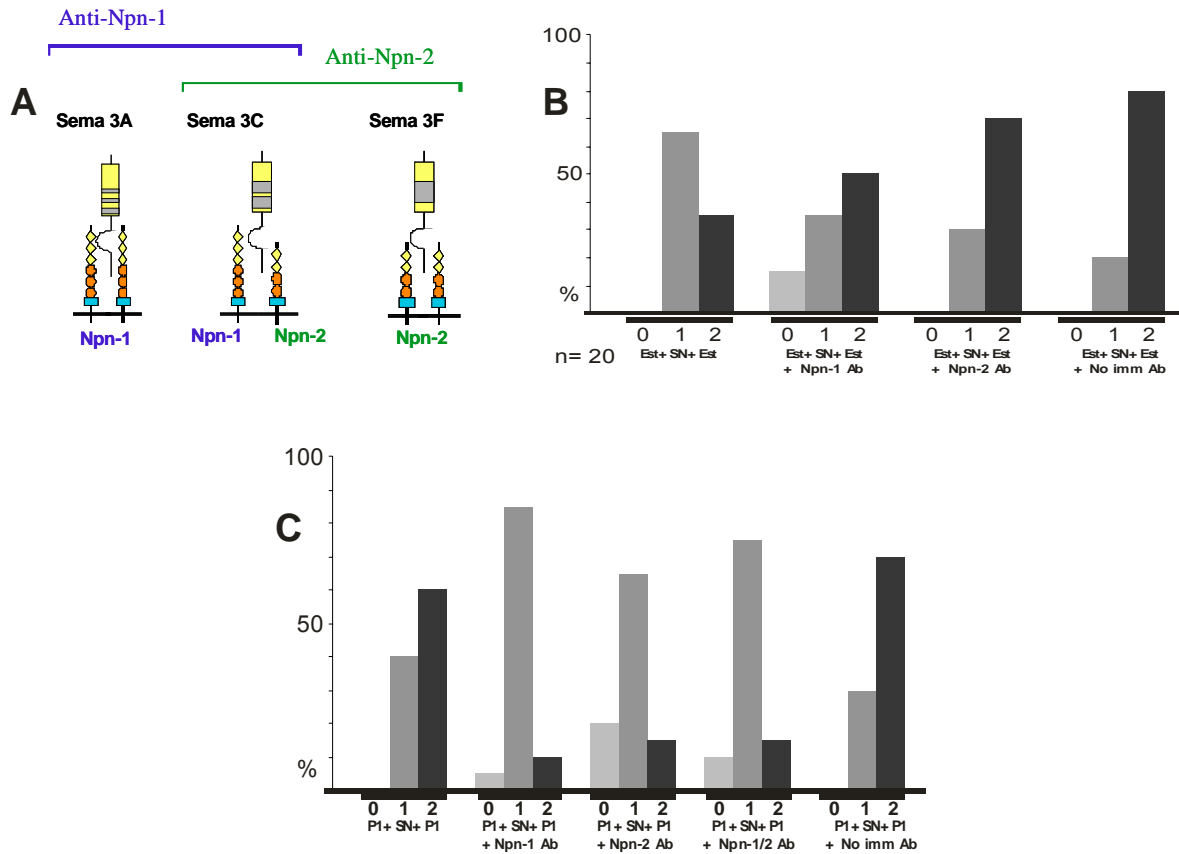 Anti-Npn-1
Anti-Npn-2
A
Sema 3A Sema 3C Sema 3F
Npn-1 Npn-1 Npn-2 Npn-2
B
100
50
%
0 1 2 0 1 2 0 1 2 0 1 2
n= 20
Est+ SN+ Est Est+ SN+ Est Est+ SN+ Est Est+ SN+ Est
+ Npn-1 Ab + Npn-2 Ab + No imm Ab
C
100
50
%
0 1 2 0 1 2 0 1 2 0 1 2 0 1 2
P1+ SN+ P1 P1+ SN+ P1 P1+ SN+ P1 P1+ SN+ P1 P1+ SN+ P1
+ Npn-1 Ab + Npn-2 Ab + Npn-1/2 Ab + No imm Ab